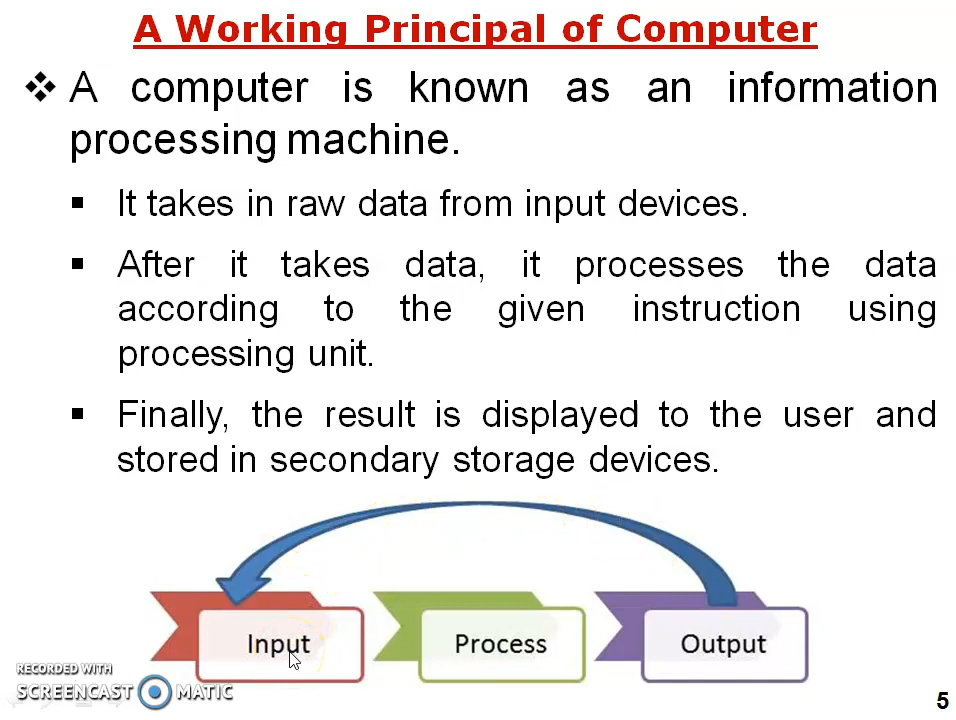 A Working Principal of Computer
❖ A computer is known as an information
processing machine.
▪ It takes in raw data from input devices.
▪ After it takes data, it processes the data
according to the given instruction using
processing unit.
▪ Finally, the result is displayed to the user and
stored in secondary storage devices.
Input Process Output
RECORDED WITH
SCREENCAST MATIC
5